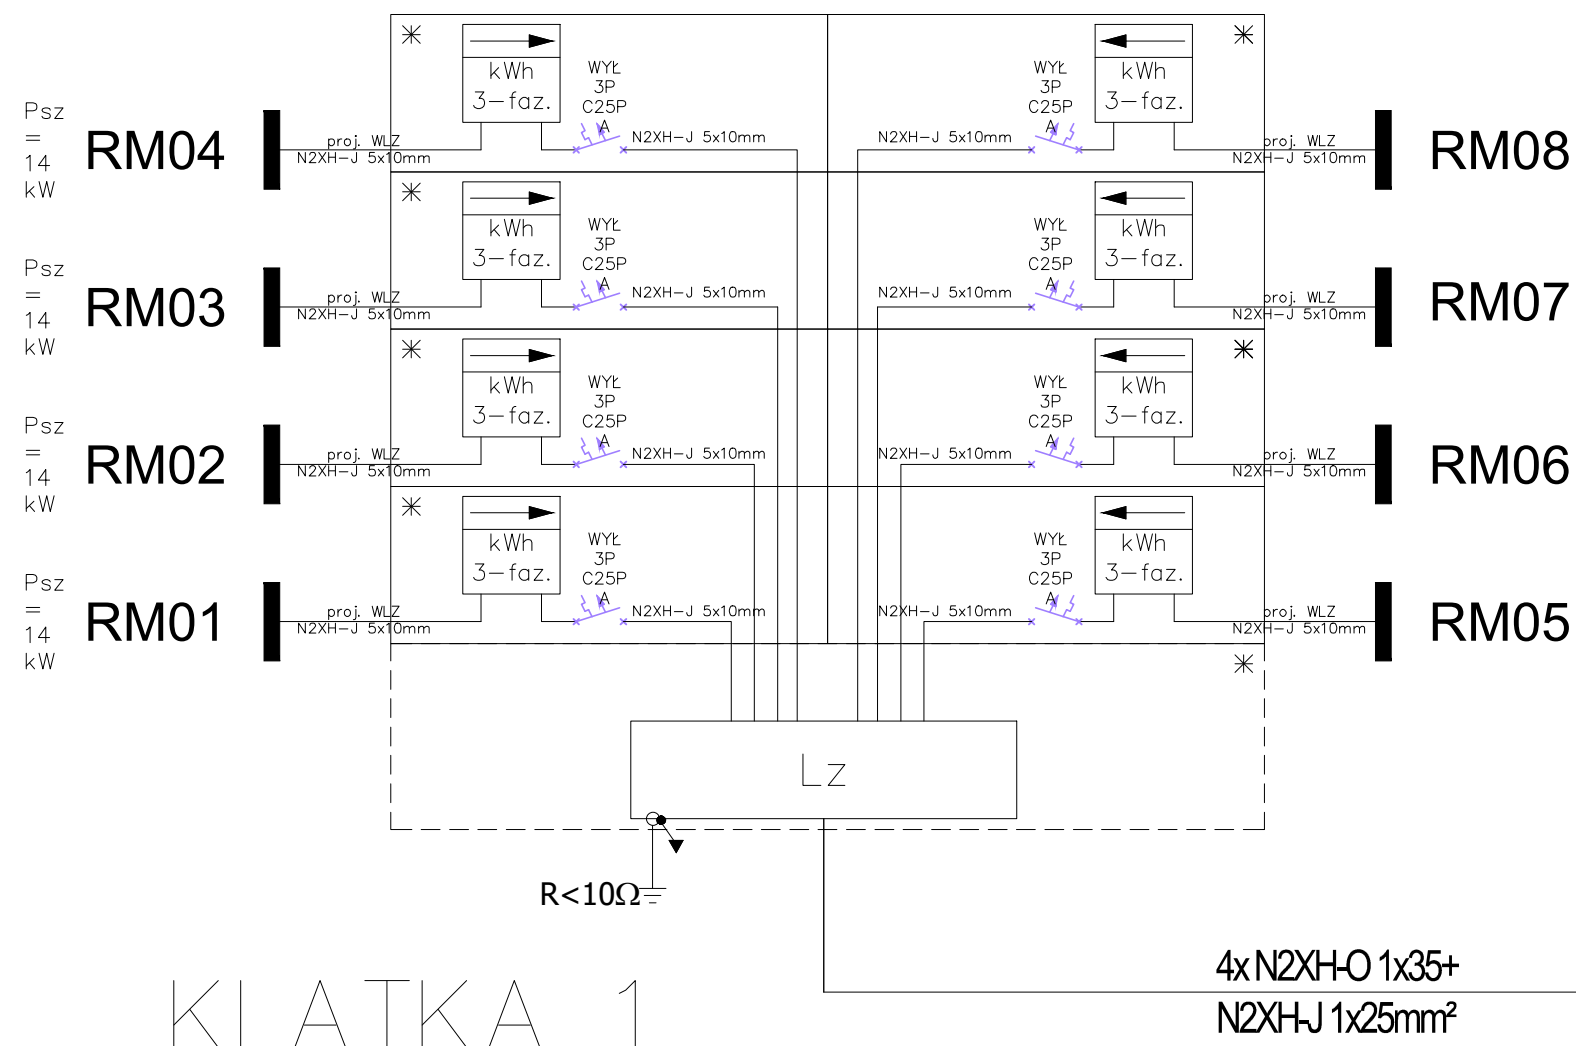 Psz
=
14
kW
RM04
proj. WLZ
N2XH-J 5x10mm
kWh
3-faz.
WYŁ
3P
C25P
A
N2XH-J 5x10mm
N2XH-J 5x10mm
WYŁ
3P
C25P
A
kWh
3-faz.
proj. WLZ
N2XH-J 5x10mm
RM08
Psz
=
14
kW
RM03
proj. WLZ
N2XH-J 5x10mm
kWh
3-faz.
WYŁ
3P
C25P
A
N2XH-J 5x10mm
N2XH-J 5x10mm
WYŁ
3P
C25P
A
kWh
3-faz.
proj. WLZ
N2XH-J 5x10mm
RM07
Psz
=
14
kW
RM02
proj. WLZ
N2XH-J 5x10mm
kWh
3-faz.
WYŁ
3P
C25P
A
N2XH-J 5x10mm
N2XH-J 5x10mm
WYŁ
3P
C25P
A
kWh
3-faz.
proj. WLZ
N2XH-J 5x10mm
RM06
Psz
=
14
kW
RM01
proj. WLZ
N2XH-J 5x10mm
kWh
3-faz.
WYŁ
3P
C25P
A
N2XH-J 5x10mm
N2XH-J 5x10mm
WYŁ
3P
C25P
A
kWh
3-faz.
proj. WLZ
N2XH-J 5x10mm
RM05
Lz
R<10Ω
4x N2XH-O 1x35+
N2XH-J 1x25mm²
KLATKA 1